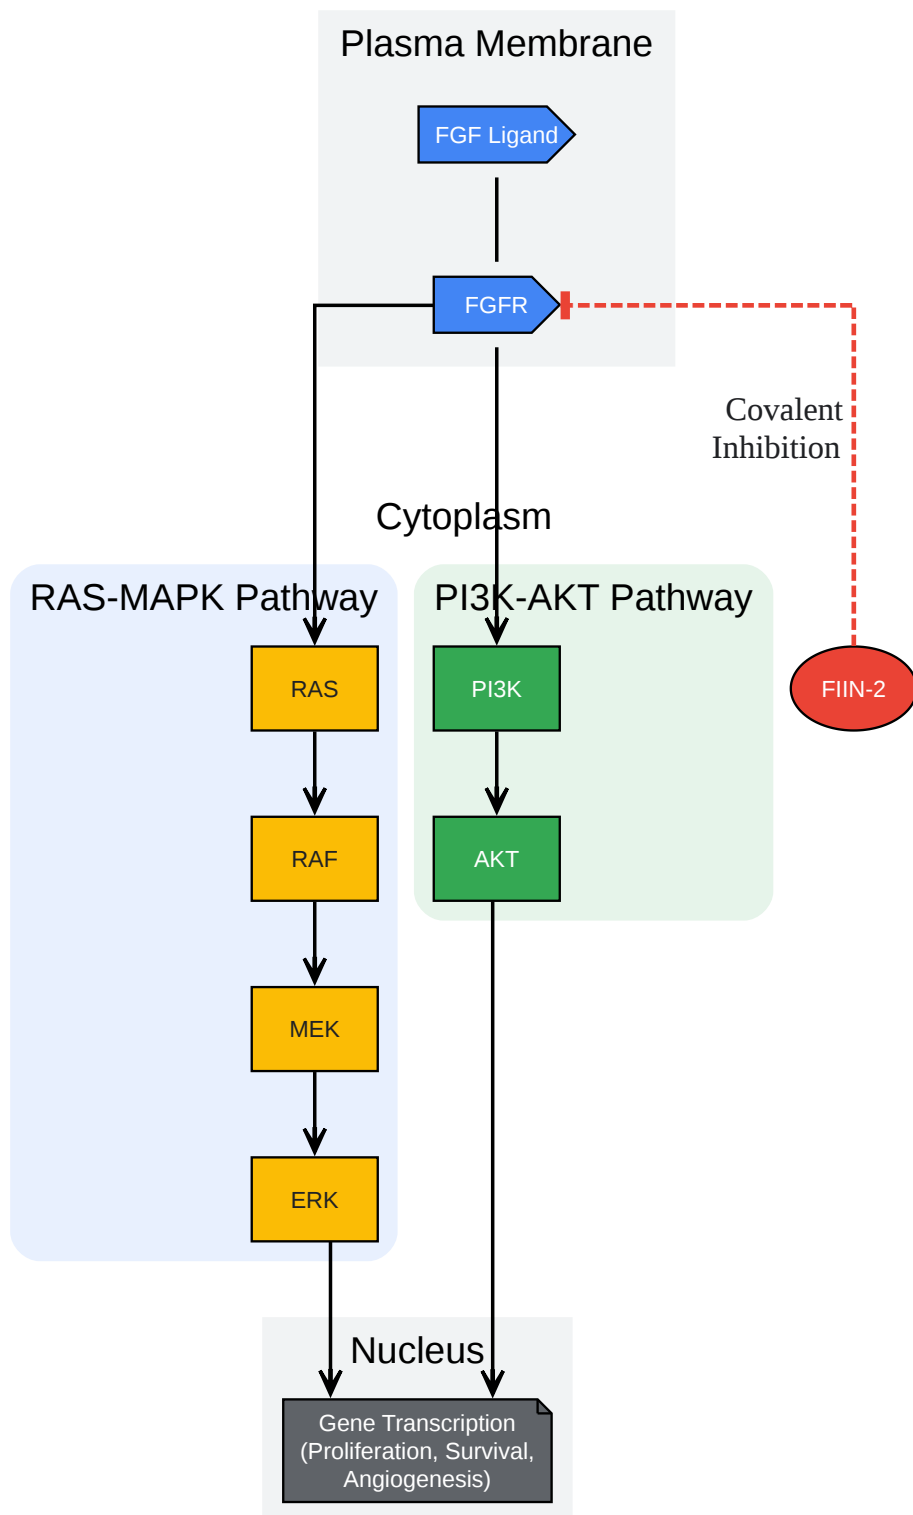 Plasma Membrane
FGF Ligand
FGFR
Covalent
Inhibition
Cytoplasm
RAS-MAPK Pathway
PI3K-AKT Pathway
RAS
PI3K
FIIN-2
RAF
AKT
MEK
ERK
Nucleus
Gene Transcription
(Proliferation, Survival,
Angiogenesis)